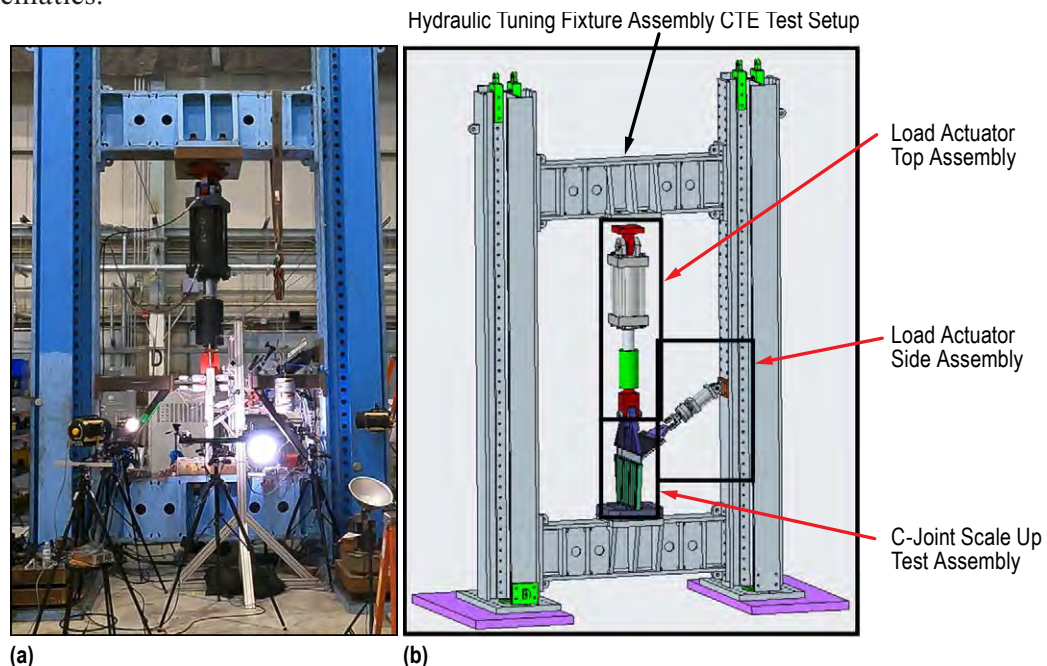 Hydraulic Tuning Fixture Assembly CTE Test Setup
Load Actuator
Top Assembly
Load Actuator
Side Assembly
C-Joint Scale Up
Test Assembly
(a)
(b)